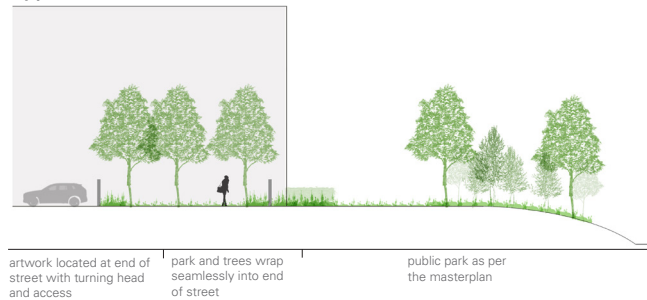 artwork located at end of
street with turning head
and access
park and trees wrap
seamlessly into end
of street
public park as per
the masterplan